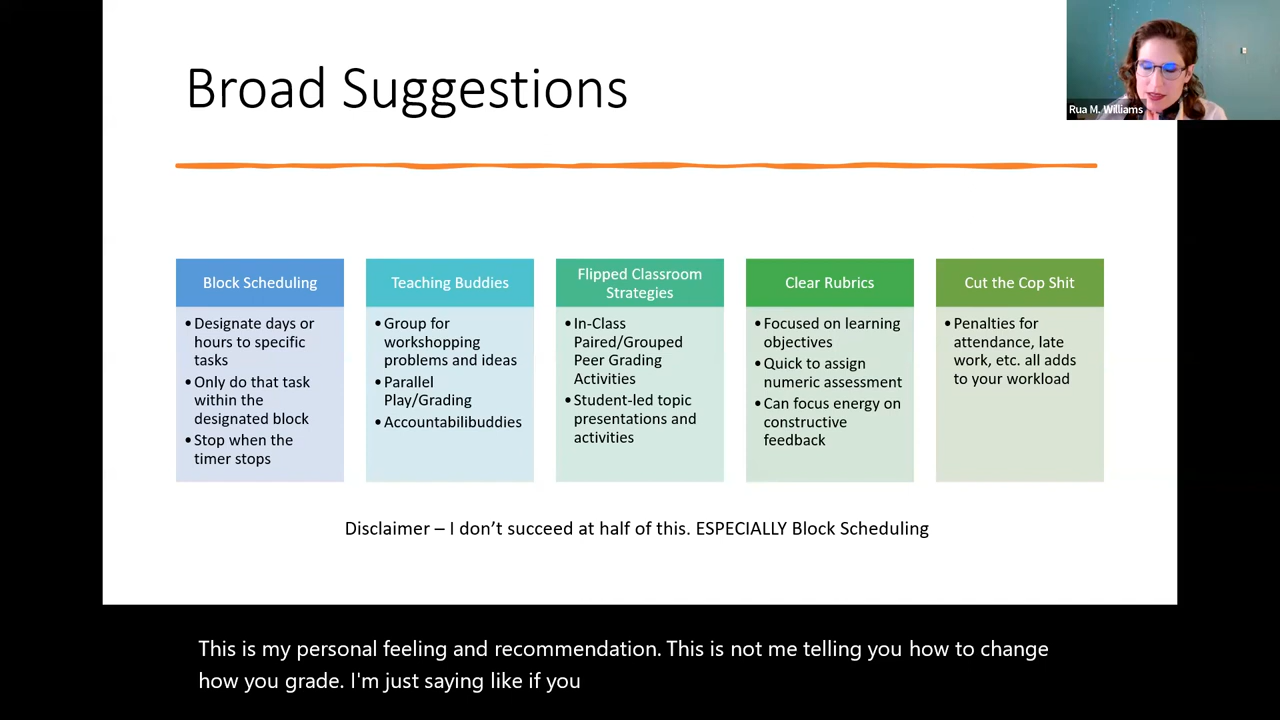 Broad Suggestions
Rua M. Williams
Block Scheduling
•Designate days or
hours to specific
tasks
•Only do that task
within the
designated block
•Stop when the
timer stops
Teaching Buddies
•Group for
workshopping
problems and ideas
•Parallel
Play/Grading
•Accountabilibuddies
Flipped Classroom
Strategies
•In-Class
Paired/Grouped
Peer Grading
Activities
•Student-led topic
presentations and
activities
Clear Rubrics
•Focused on learning
objectives
•Quick to assign
numeric assessment
•Can focus energy on
constructive
feedback
Cut the Cop Shit
•Penalties for
attendance, late
work, etc. all adds
to your workload
Disclaimer – I don’t succeed at half of this. ESPECIALLY Block Scheduling
This is my personal feeling and recommendation. This is not me telling you how to change
how you grade. I'm just saying like if you